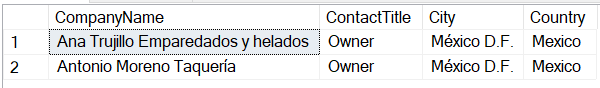 CompanyName ContactTitle City Country
1 Ana Trujillo Emparedados y helados Owner México D.F. Mexico
2 Antonio Moreno Taquería Owner México D.F. Mexico